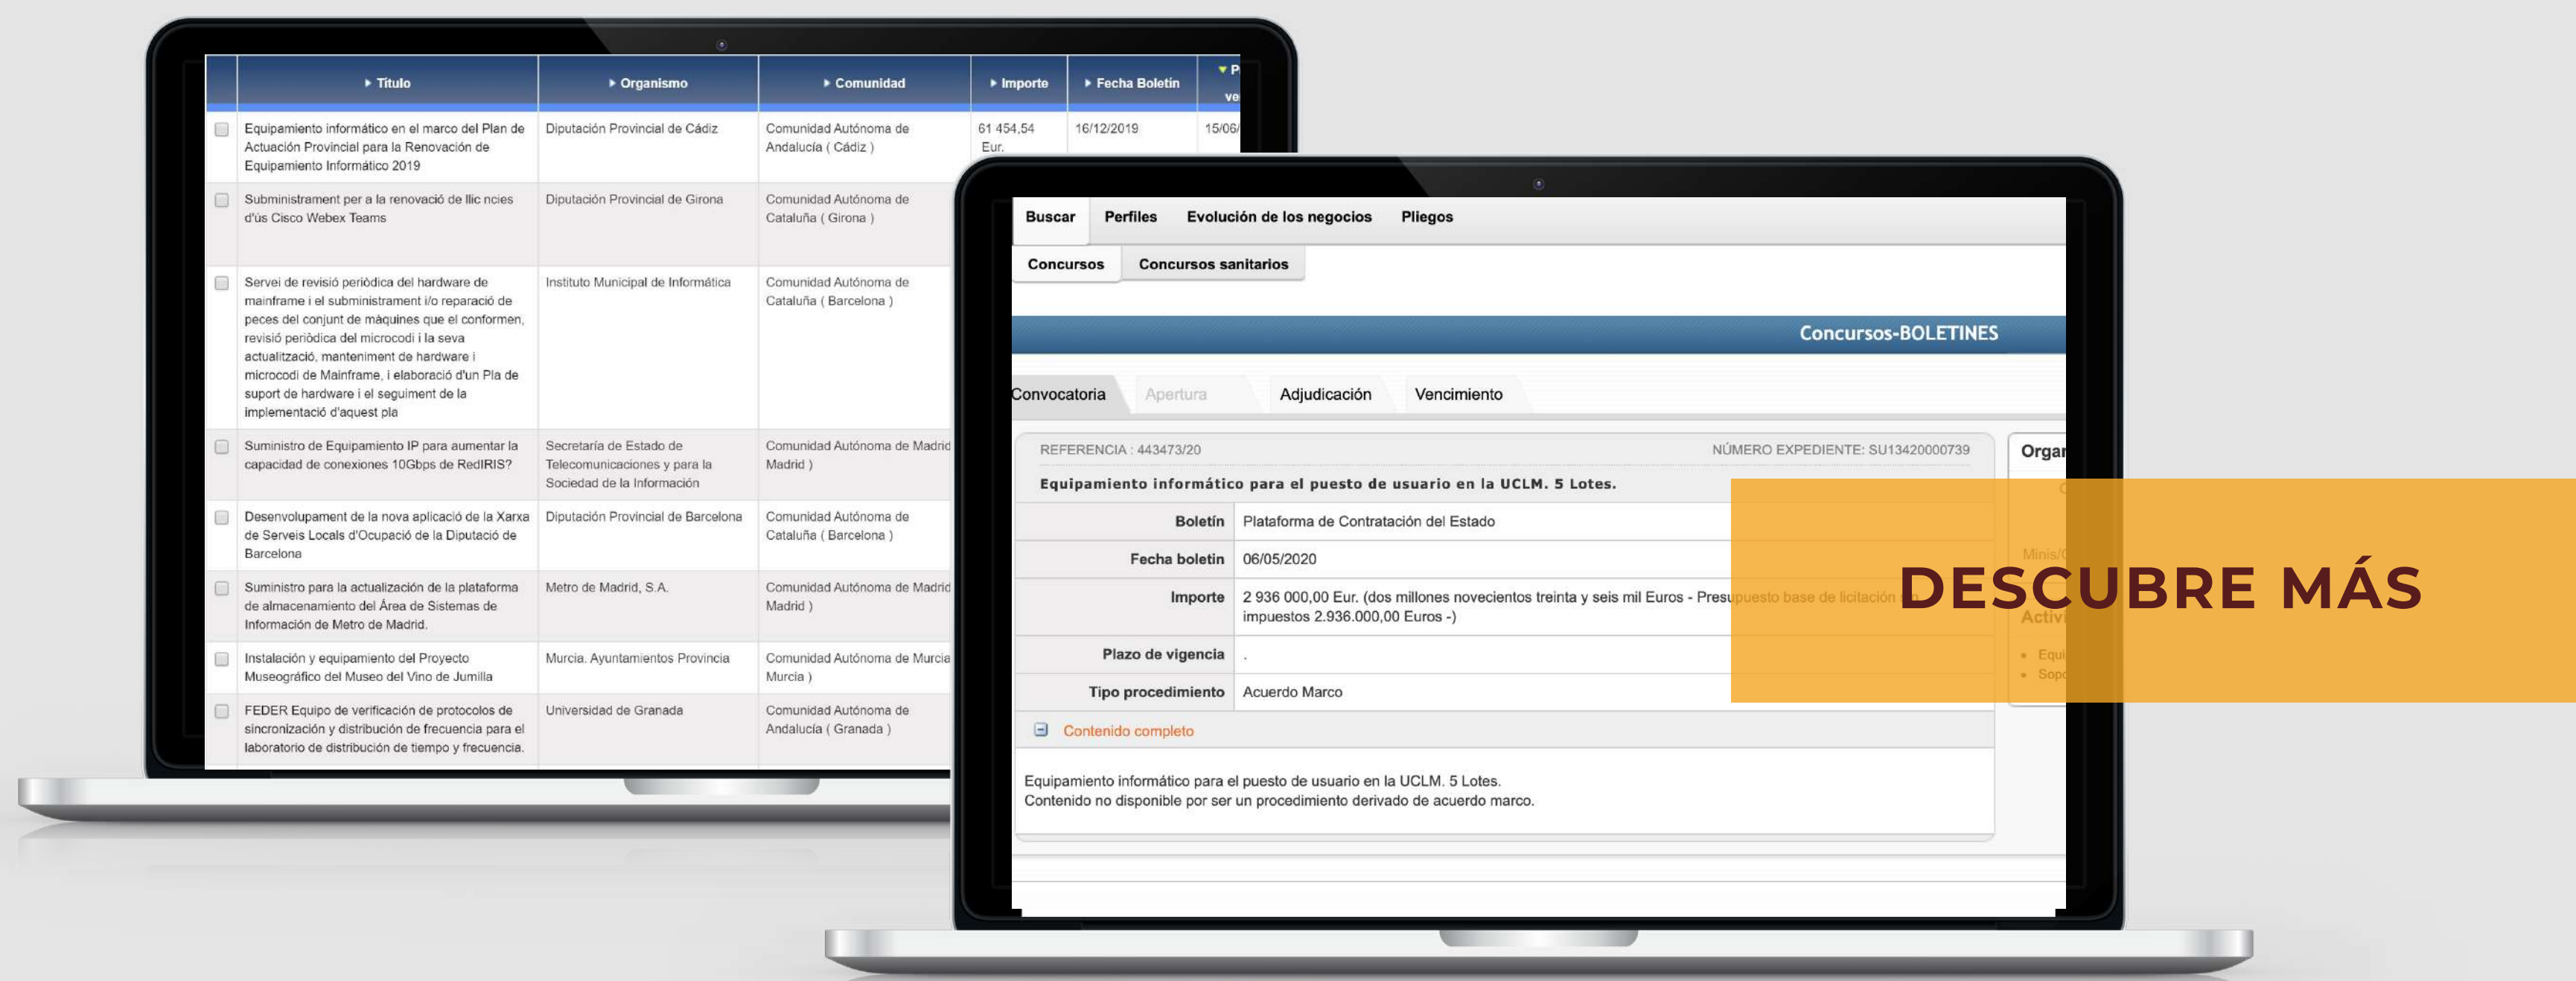 Título
Organismo
Comunidad
Importe
Fecha Boletín
Equipamiento informático en el marco del Plan de
Actuación Provincial para la Renovación de
Equipamiento Informático 2019
Diputación Provincial de Cádiz
Comunidad Autónoma de
Andalucía ( Cádiz )
61 454,54
Eur.
16/12/2019
15/06/
Subministrament per a la renovació de llic ncies
d'ús Cisco Webex Teams
Diputación Provincial de Girona
Comunidad Autónoma de
Cataluña ( Girona )
Servei de revisió periòdica del hardware de
mainframe i el subministrament i/o reparació de
peces del conjunt de màquines que el conformen,
revisió periòdica del microcodi i la seva
actualització, manteniment de hardware i
microcodi de Mainframe, i elaboració d'un Pla de
suport de hardware i el seguiment de la
implementació d'aquest pla
Instituto Municipal de Informática
Comunidad Autónoma de
Cataluña ( Barcelona )
Suministro de Equipamiento IP para aumentar la
capacidad de conexiones 10Gbps de RedIRIS?
Secretaría de Estado de
Telecomunicaciones y para la
Sociedad de la Información
Comunidad Autónoma de Madrid
Madrid )
Desenvolupament de la nova aplicació de la Xarxa
de Serveis Locals d'Ocupació de la Diputació de
Barcelona
Diputación Provincial de Barcelona
Comunidad Autónoma de
Cataluña ( Barcelona )
Suministro para la actualización de la plataforma
de almacenamiento del Área de Sistemas de
Información de Metro de Madrid.
Metro de Madrid, S.A.
Comunidad Autónoma de Madrid
Madrid )
Instalación y equipamiento del Proyecto
Museográfico del Museo del Vino de Jumilla
Murcia. Ayuntamientos Provincia
Comunidad Autónoma de Murcia
Murcia )
FEDER Equipo de verificación de protocolos de
sincronización y distribución de frecuencia para el
laboratorio de distribución de tiempo y frecuencia.
Universidad de Granada
Comunidad Autónoma de
Andalucía ( Granada )
Buscar Perfiles Evolución de los negocios Pliegos
Concursos Concursos sanitarios
Concursos-BOLETINES
Convocatoria Apertura Adjudicación Vencimiento
REFERENCIA : 443473/20 NÚMERO EXPEDIENTE: SU13420000739
Equipamiento informático para el puesto de usuario en la UCLM. 5 Lotes.
Boletín Plataforma de Contratación del Estado
Fecha boletin 06/05/2020
Importe 2 936 000,00 Eur. (dos millones novecientos treinta y seis mil Euros - Presupuesto base de licitación
impuestos 2.936.000,00 Euros -)
Plazo de vigencia .
Tipo procedimiento Acuerdo Marco
Contenido completo
Equipamiento informático para el puesto de usuario en la UCLM. 5 Lotes.
Contenido no disponible por ser un procedimiento derivado de acuerdo marco.
DESCUBRE MÁS